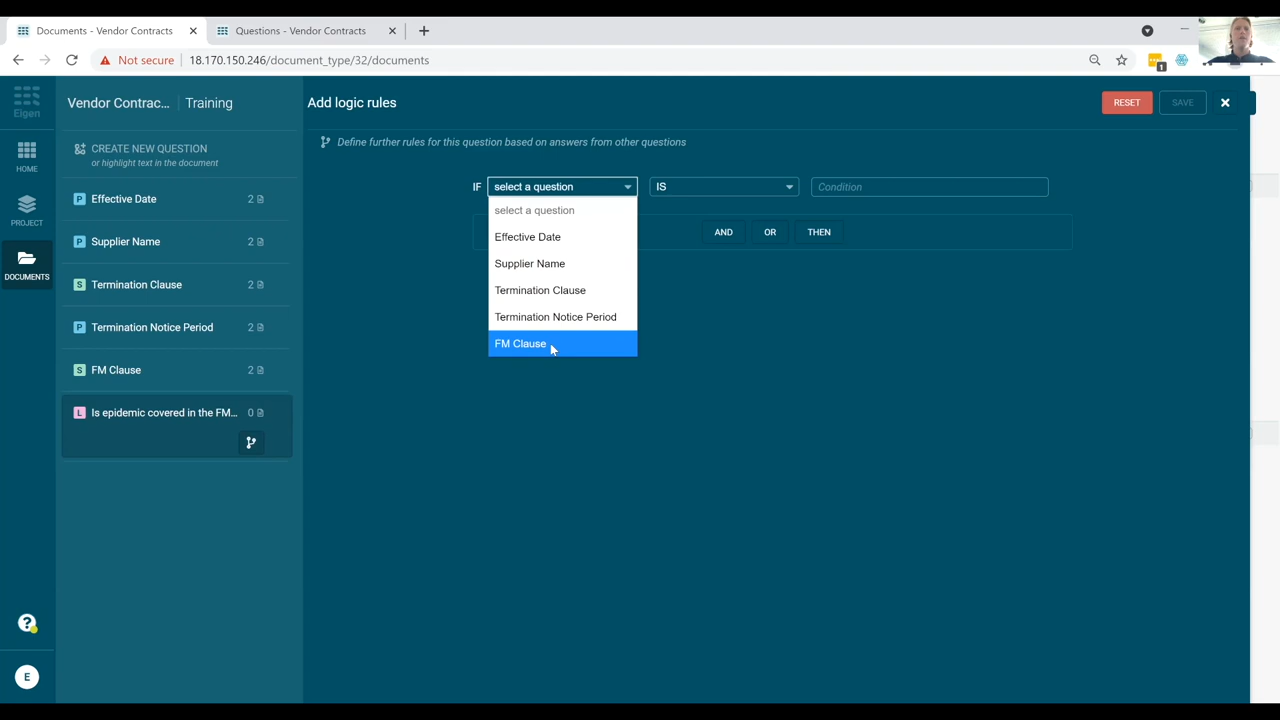 Documents - Vendor Contracts
Questions - Vendor Contracts
Not secure
18.170.150.246/document_type/32/documents
1
Eigen
HOME
PROJECT
DOCUMENTS
?
E
Vendor Contrac... | Training
CREATE NEW QUESTION
or highlight text in the document
P Effective Date 2
P Supplier Name 2
S Termination Clause 2
P Termination Notice Period 2
S FM Clause 2
L Is epidemic covered in the FM... 0
Add logic rules
RESET
SAVE
Define further rules for this question based on answers from other questions
IF select a question IS Condition
select a question
Effective Date
Supplier Name
Termination Clause
Termination Notice Period
FM Clause
AND OR THEN